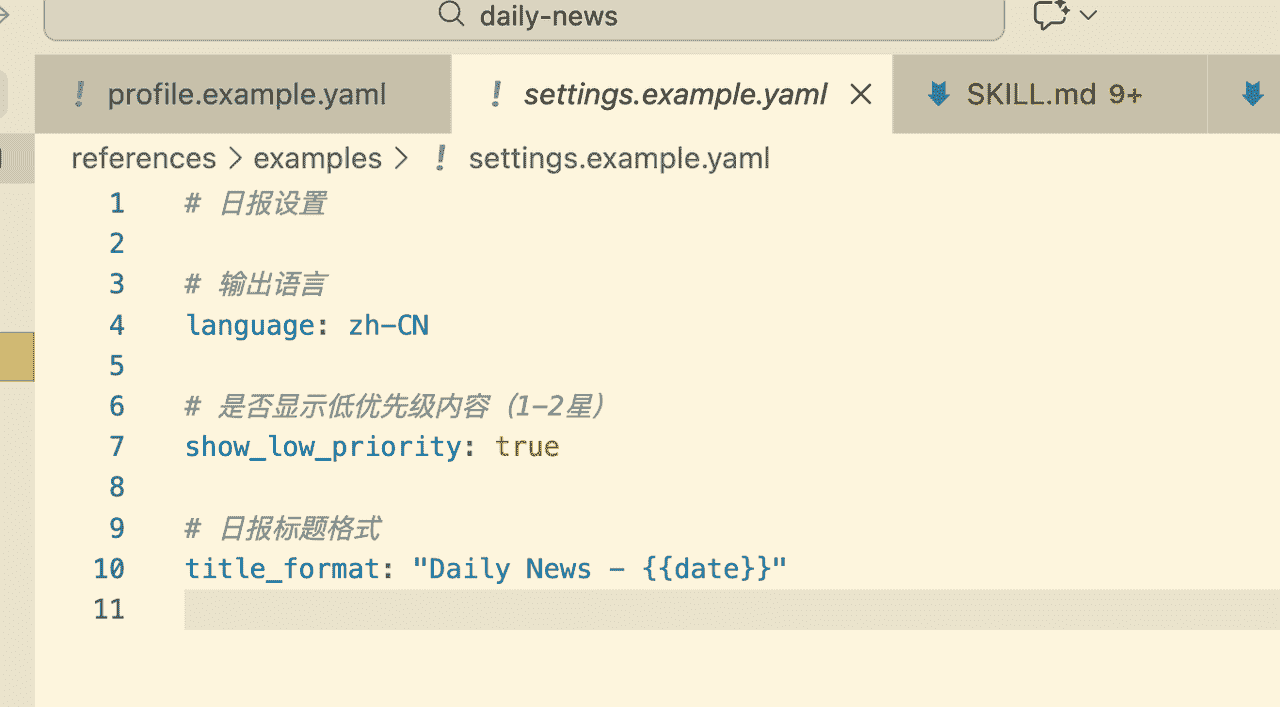 daily-news
! profile.example.yaml
! settings.example.yaml
SKILL.md 9+
references > examples > ! settings.example.yaml
1 # 日报设置
2
3 # 输出语言
4 language: zh-CN
5
6 # 是否显示低优先级内容（1-2星）
7 show_low_priority: true
8
9 # 日报标题格式
10 title_format: "Daily News - {{date}}"
11